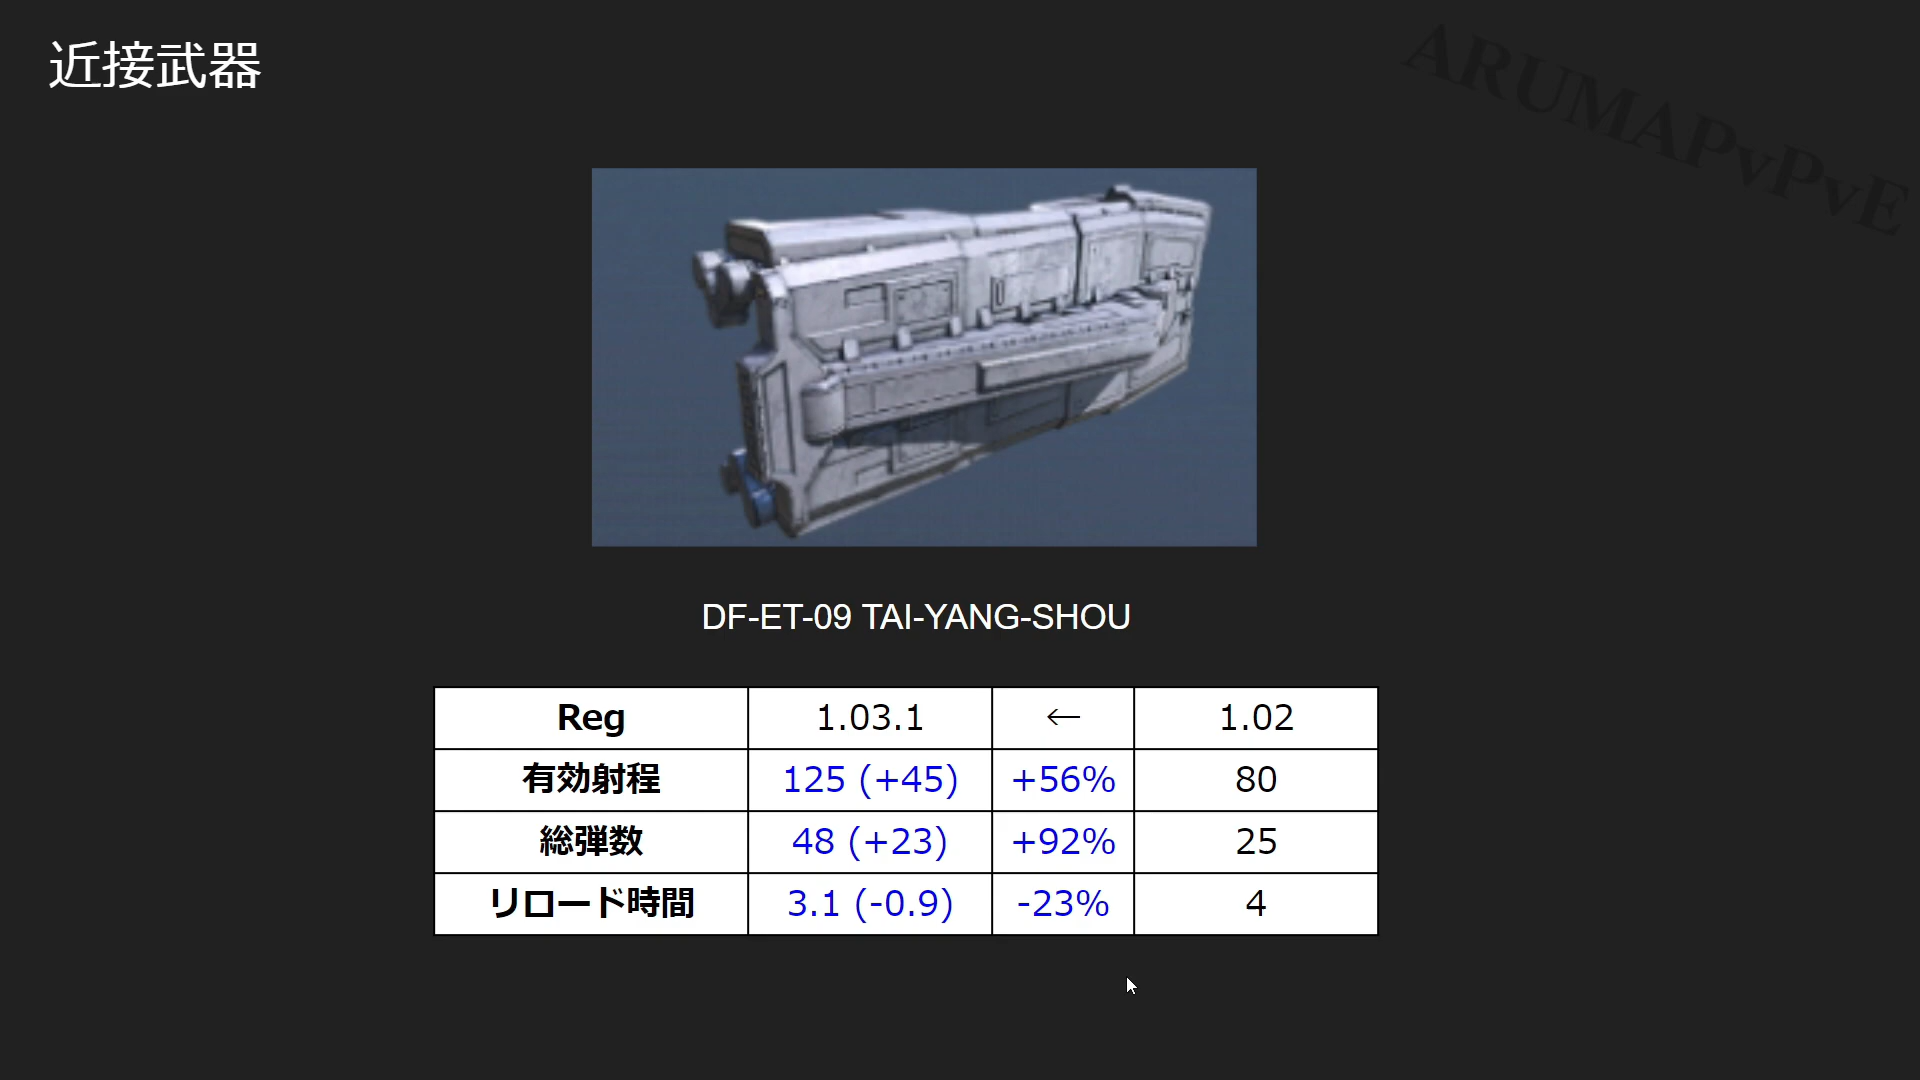 近接武器
ARUMAPvPvE
DF-ET-09 TAI-YANG-SHOU
Reg 1.03.1 ← 1.02
有効射程 125 (+45) +56% 80
総弾数 48 (+23) +92% 25
リロード時間 3.1 (-0.9) -23% 4